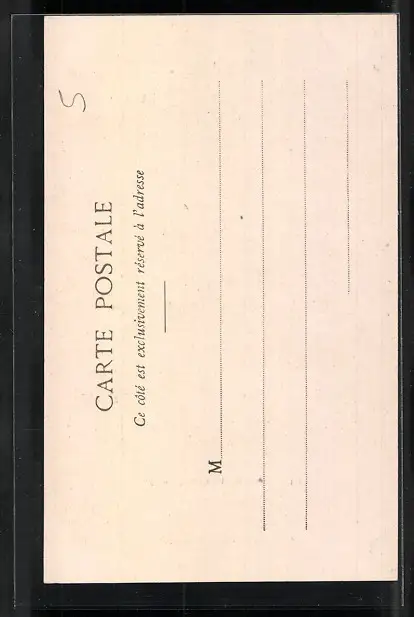 5
CARTE POSTALE
Ce côté est exclusivement réservé à l'adresse
M